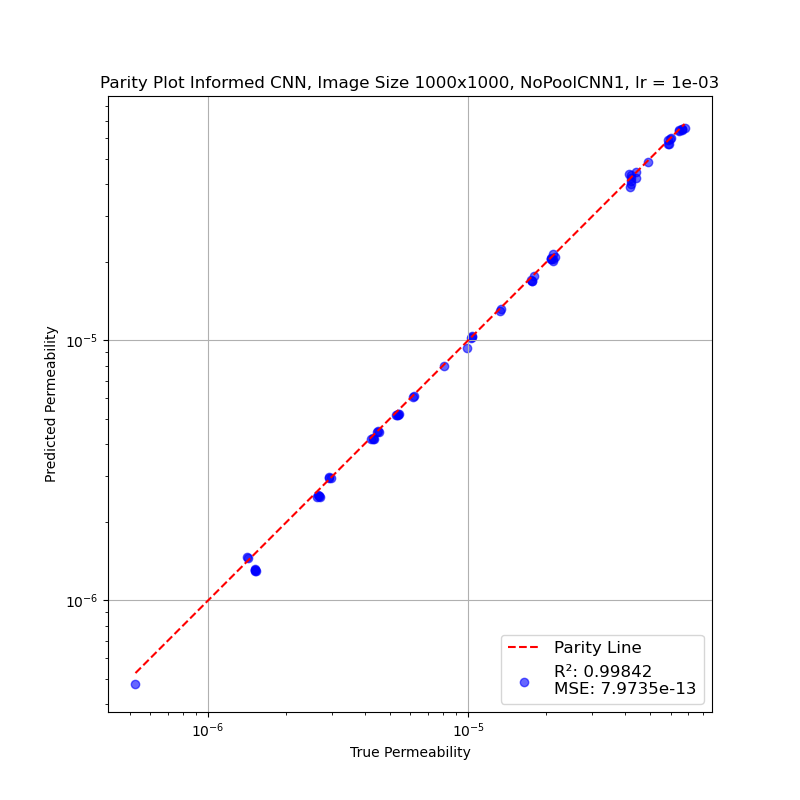 Parity Plot Informed CNN, Image Size 1000x1000, NoPoolCNN1, lr = 1e-03
Predicted Permeability
10⁻⁵
10⁻⁶
Parity Line
R²: 0.99842
MSE: 7.9735e-13
10⁻⁶ 10⁻⁵
True Permeability